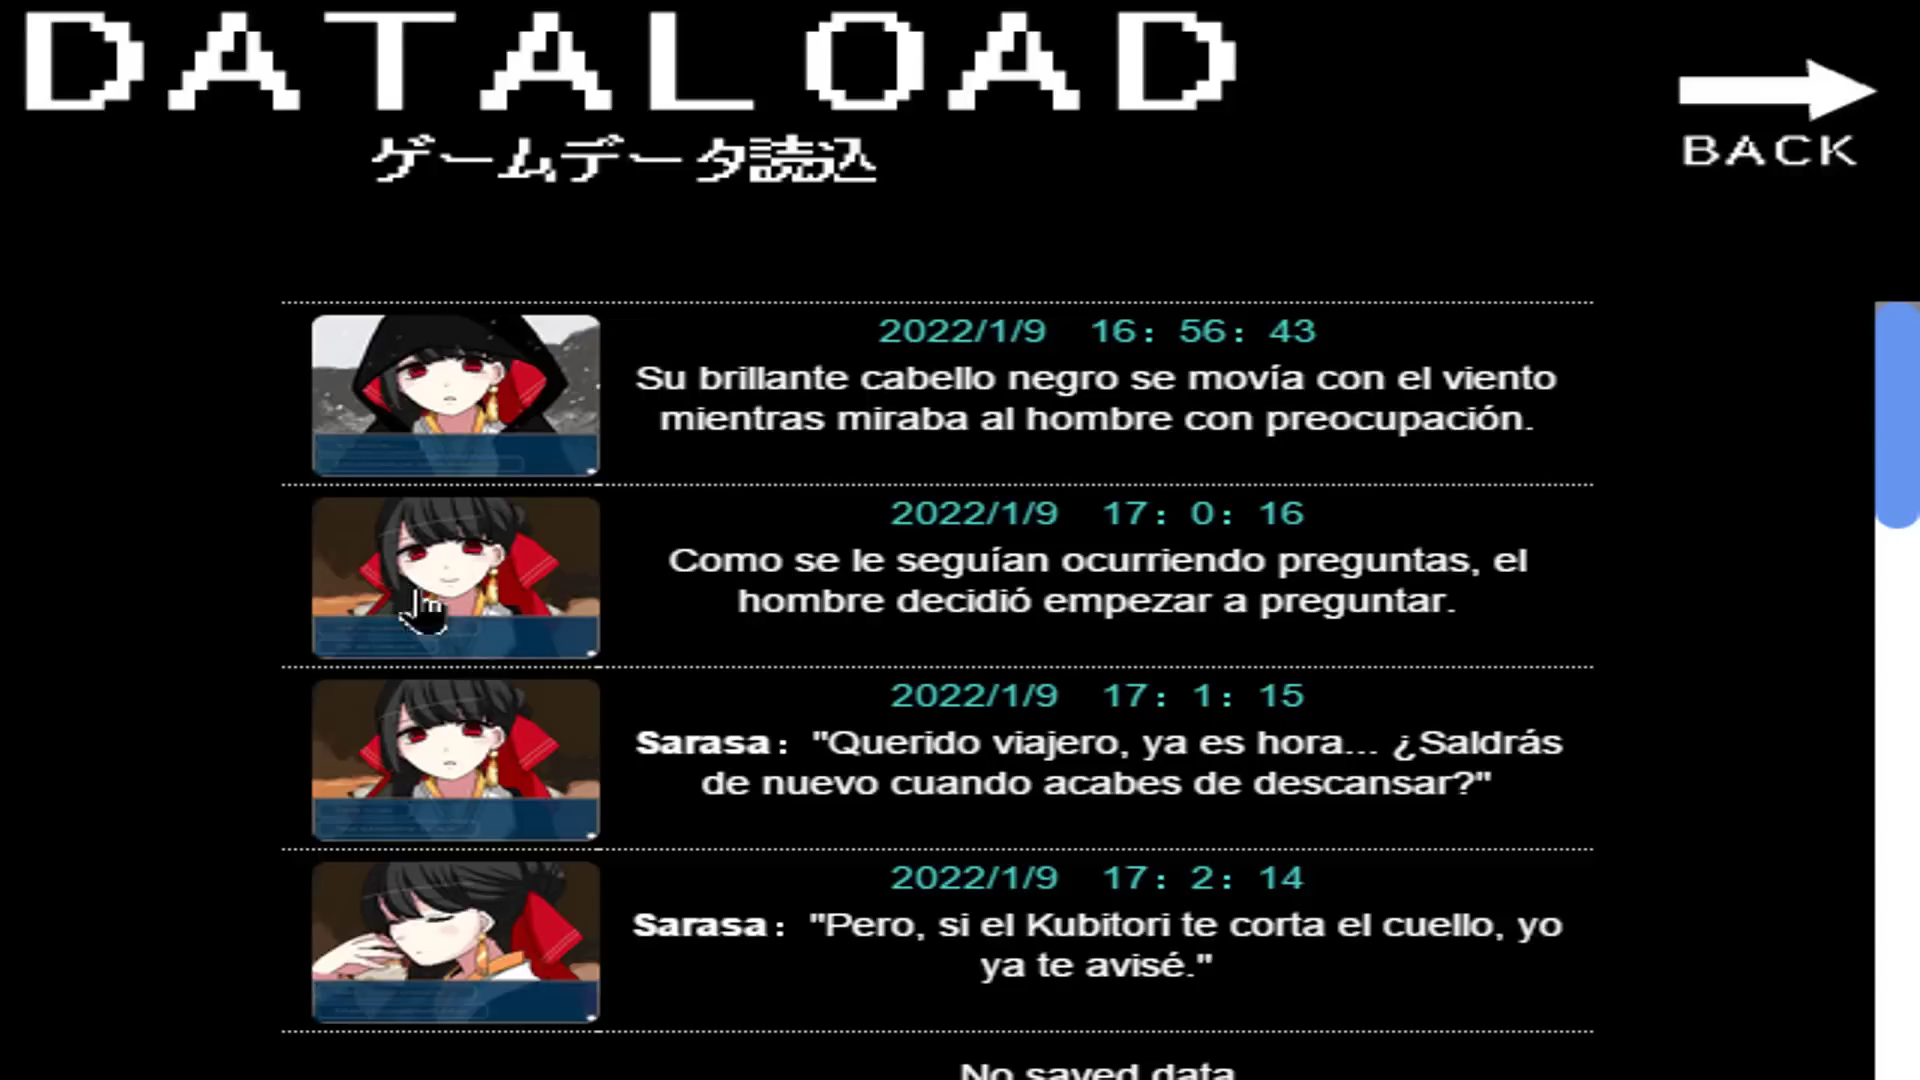 DATALOAD
ゲームデータ読込
BACK
2022/1/9 16: 56: 43
Su brillante cabello negro se movía con el viento
mientras miraba al hombre con preocupación.
2022/1/9 17: 0: 16
Como se le seguían ocurriendo preguntas, el
hombre decidió empezar a preguntar.
2022/1/9 17: 1: 15
Sarasa: "Querido viajero, ya es hora... ¿Saldrás
de nuevo cuando acabes de descansar?"
2022/1/9 17: 2: 14
Sarasa: "Pero, si el Kubitori te corta el cuello, yo
ya te avisé."
No saved data